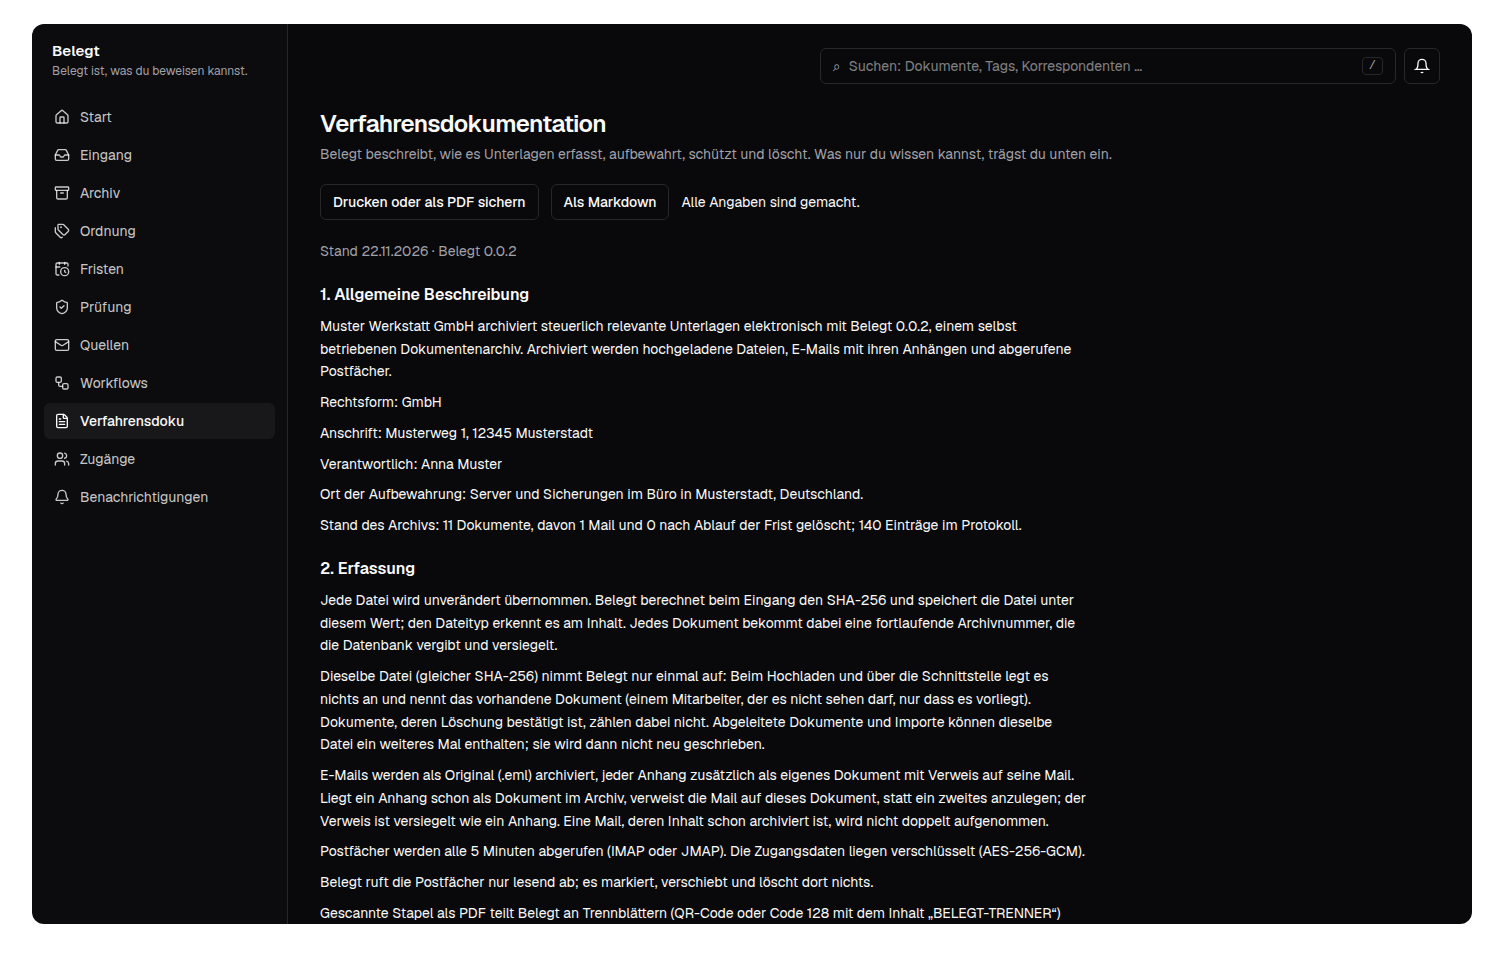 Belegt
Belegt ist, was du beweisen kannst.
Start
Eingang
Archiv
Ordnung
Fristen
Prüfung
Quellen
Workflows
Verfahrensdoku
Zugänge
Benachrichtigungen
Suchen: Dokumente, Tags, Korrespondenten …
/
Verfahrensdokumentation
Belegt beschreibt, wie es Unterlagen erfasst, aufbewahrt, schützt und löscht. Was nur du wissen kannst, trägst du unten ein.
Drucken oder als PDF sichern
Als Markdown
Alle Angaben sind gemacht.
Stand 22.11.2026 · Belegt 0.0.2
1. Allgemeine Beschreibung
Muster Werkstatt GmbH archiviert steuerlich relevante Unterlagen elektronisch mit Belegt 0.0.2, einem selbst
betriebenen Dokumentenarchiv. Archiviert werden hochgeladene Dateien, E-Mails mit ihren Anhängen und abgerufene
Postfächer.
Rechtsform: GmbH
Anschrift: Musterweg 1, 12345 Musterstadt
Verantwortlich: Anna Muster
Ort der Aufbewahrung: Server und Sicherungen im Büro in Musterstadt, Deutschland.
Stand des Archivs: 11 Dokumente, davon 1 Mail und 0 nach Ablauf der Frist gelöscht; 140 Einträge im Protokoll.
2. Erfassung
Jede Datei wird unverändert übernommen. Belegt berechnet beim Eingang den SHA-256 und speichert die Datei unter
diesem Wert; den Dateityp erkennt es am Inhalt. Jedes Dokument bekommt dabei eine fortlaufende Archivnummer, die
die Datenbank vergibt und versiegelt.
Dieselbe Datei (gleicher SHA-256) nimmt Belegt nur einmal auf: Beim Hochladen und über die Schnittstelle legt es
nichts an und nennt das vorhandene Dokument (einem Mitarbeiter, der es nicht sehen darf, nur dass es vorliegt).
Dokumente, deren Löschung bestätigt ist, zählen dabei nicht. Abgeleitete Dokumente und Importe können dieselbe
Datei ein weiteres Mal enthalten; sie wird dann nicht neu geschrieben.
E-Mails werden als Original (.eml) archiviert, jeder Anhang zusätzlich als eigenes Dokument mit Verweis auf seine Mail.
Liegt ein Anhang schon als Dokument im Archiv, verweist die Mail auf dieses Dokument, statt ein zweites anzulegen; der
Verweis ist versiegelt wie ein Anhang. Eine Mail, deren Inhalt schon archiviert ist, wird nicht doppelt aufgenommen.
Postfächer werden alle 5 Minuten abgerufen (IMAP oder JMAP). Die Zugangsdaten liegen verschlüsselt (AES-256-GCM).
Belegt ruft die Postfächer nur lesend ab; es markiert, verschiebt und löscht dort nichts.
Gescannte Stapel als PDF teilt Belegt an Trennblättern (QR-Code oder Code 128 mit dem Inhalt „BELEGT-TRENNER“)